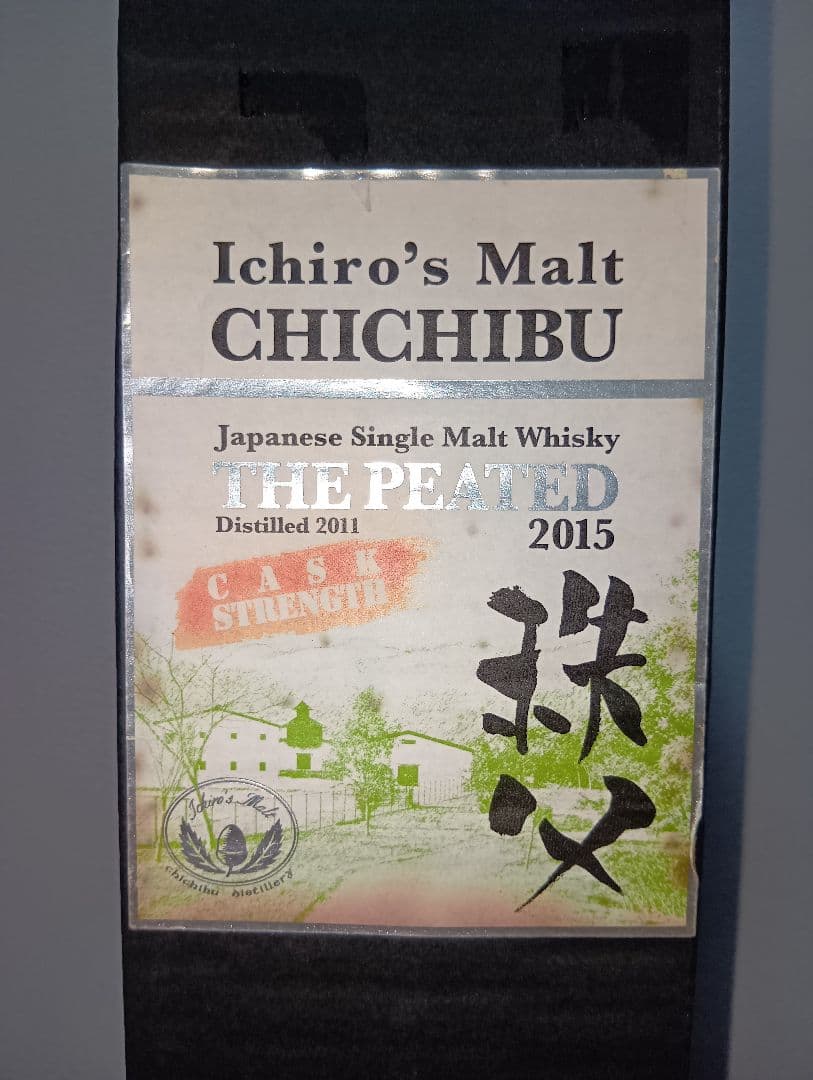 Ichiro's Malt
CHICHIBU
Japanese Single Malt Whisky
THE PEATED
Distilled 2011
2015
CASK
STRENGTH
秩父
Ichiro's Malt
chichibu distillery